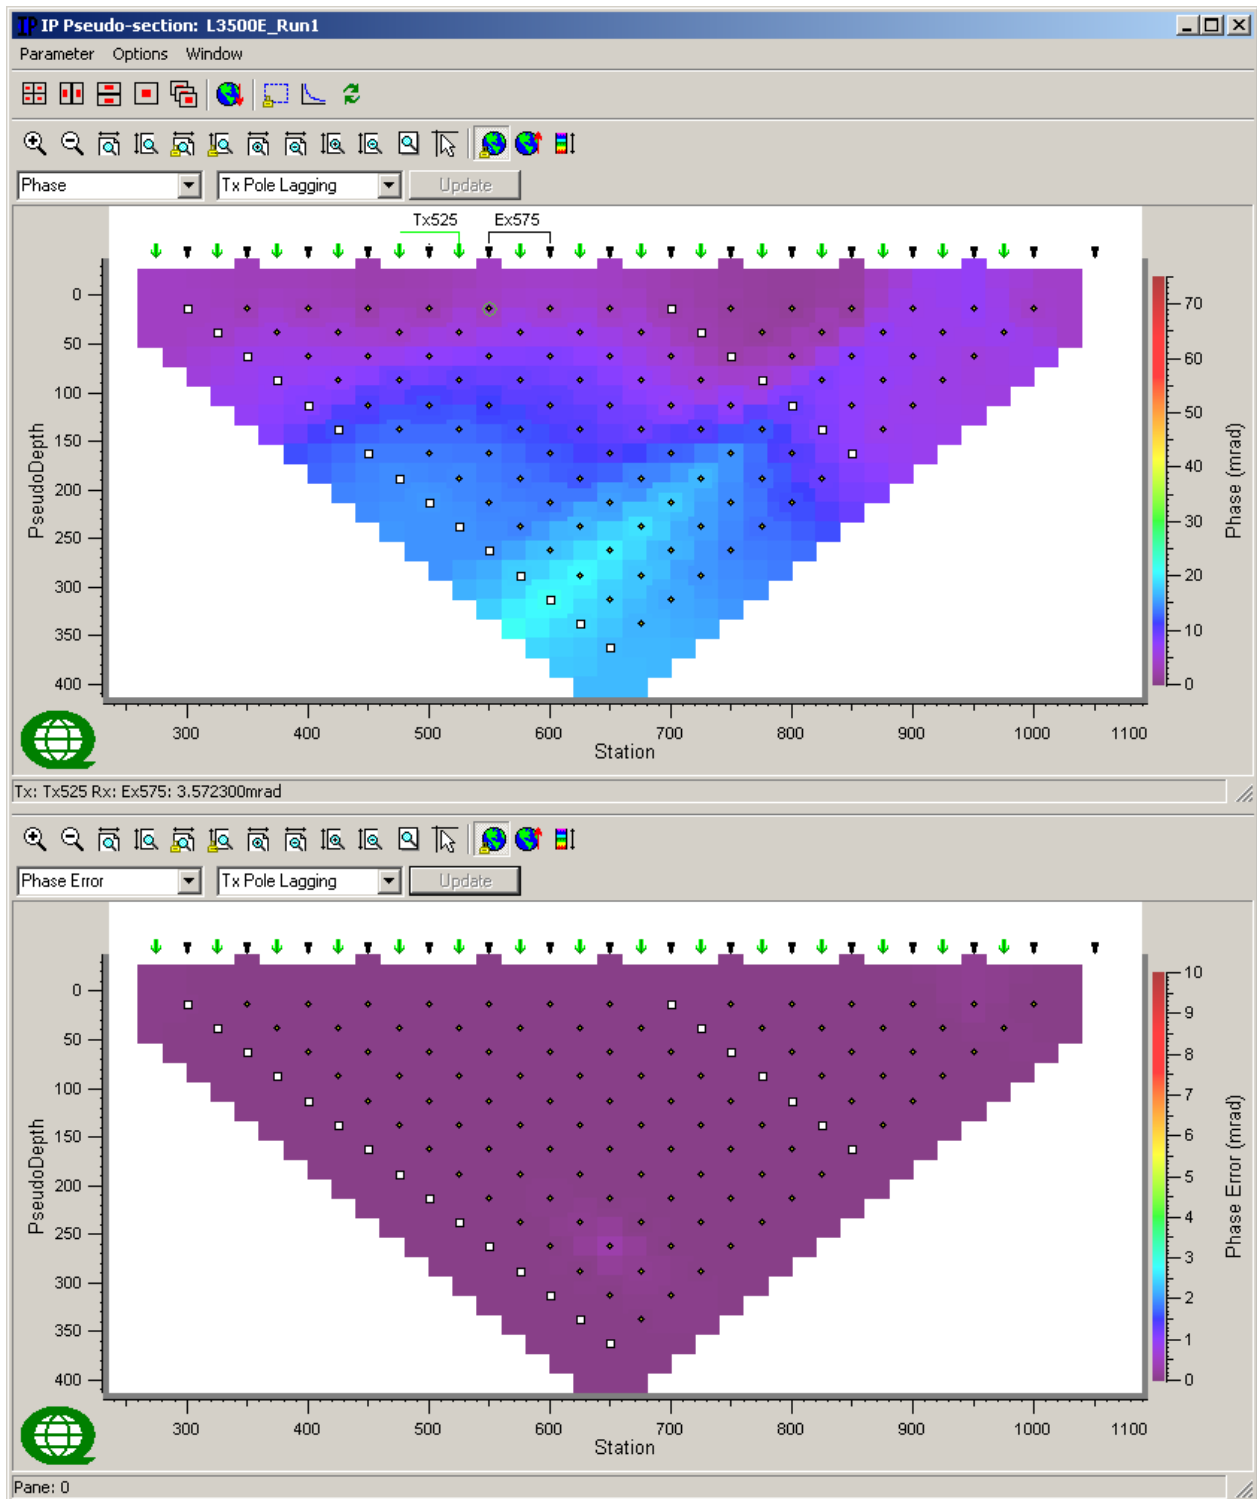 IP IP Pseudo-section: L3500E_Run1
Parameter Options Window
Phase Tx Pole Lagging Update
Tx525 Ex575
0
50
100
150
200
250
300
350
400
PseudoDepth
300 400 500 600 700 800 900 1000 1100
Station
70
60
50
40
30
20
10
0
Phase (mrad)
Tx: Tx525 Rx: Ex575: 3.572300mrad
Phase Error Tx Pole Lagging Update
0
50
100
150
200
250
300
350
400
PseudoDepth
300 400 500 600 700 800 900 1000 1100
Station
10
9
8
7
6
5
4
3
2
1
0
Phase Error (mrad)
Pane: 0